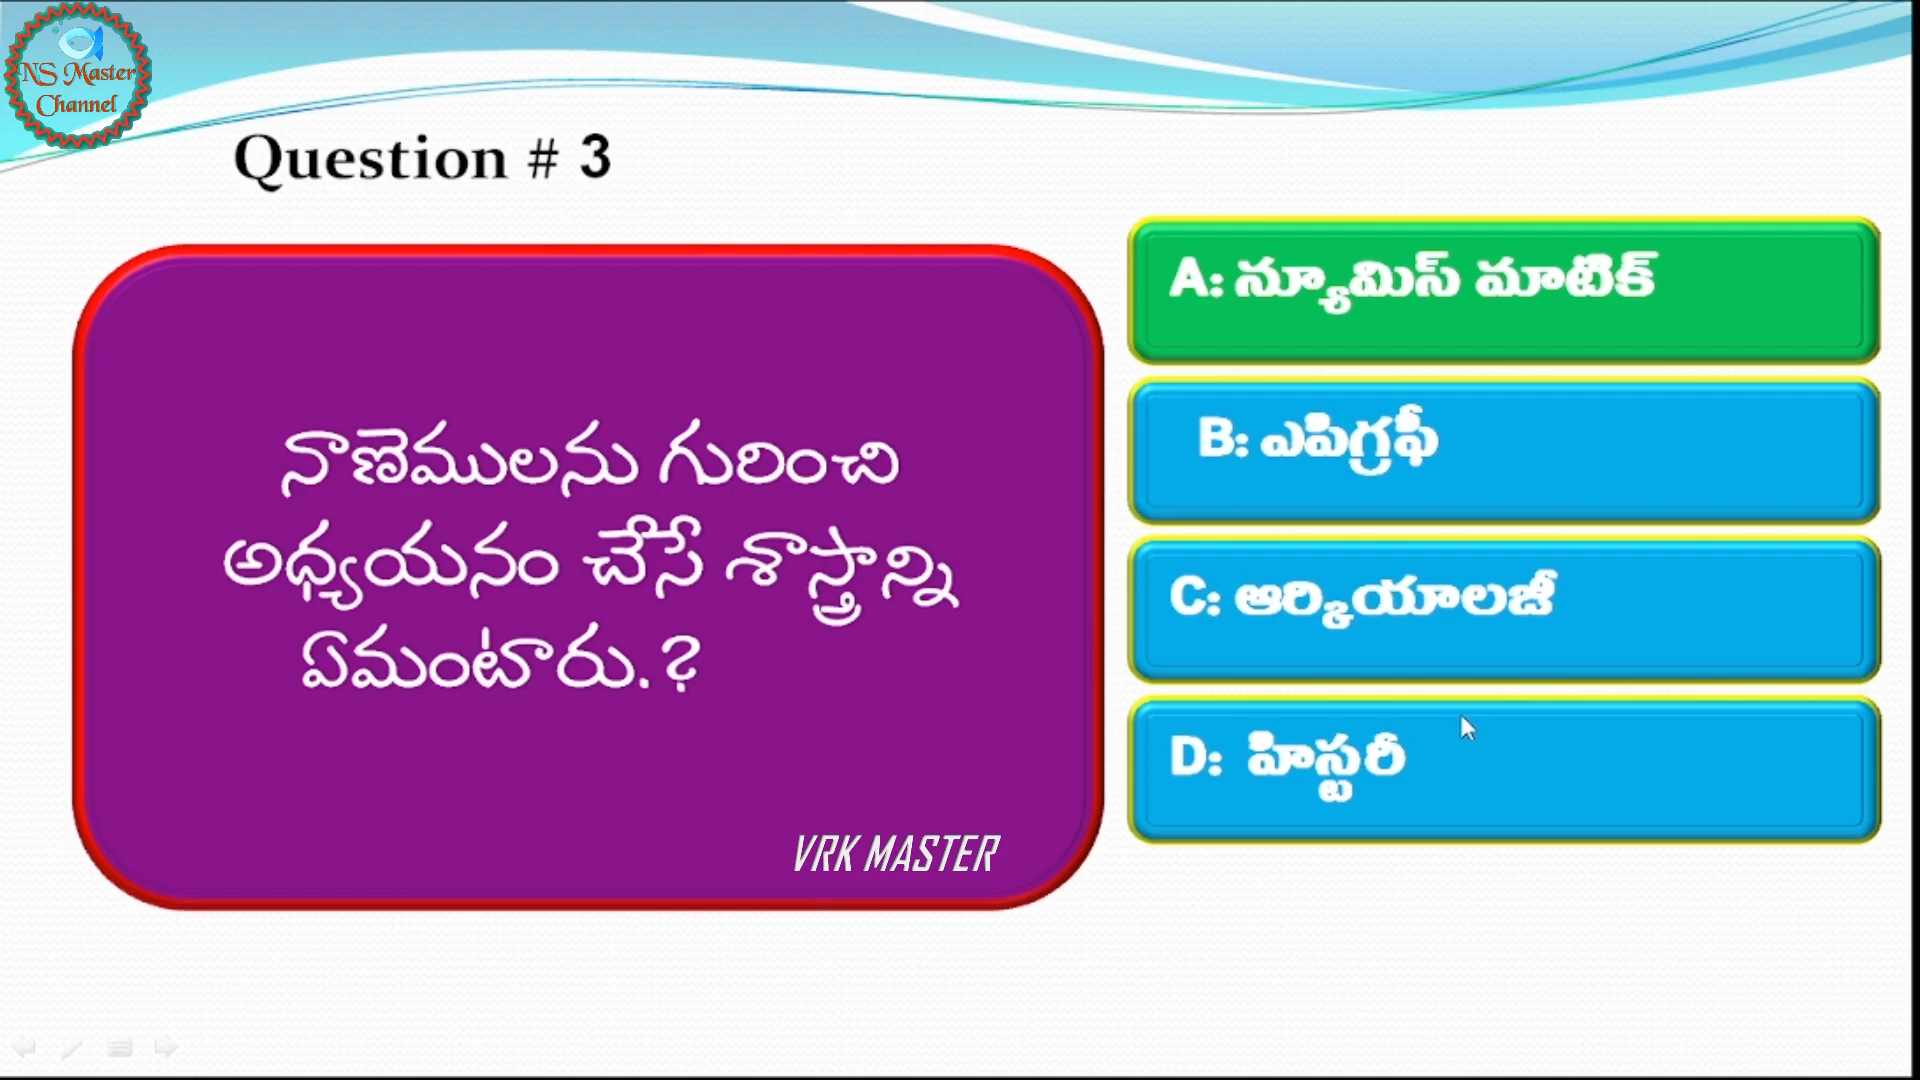 NS Master
Channel
Question # 3
నాణెములను గురించి
అధ్యయనం చేసే శాస్త్రాన్ని
ఏమంటారు.?
VRK MASTER
A: న్యూమిస్ మాటిక్
B: ఎపిగ్రఫీ
C: ఆర్కియాలజీ
D: హిస్టరీ